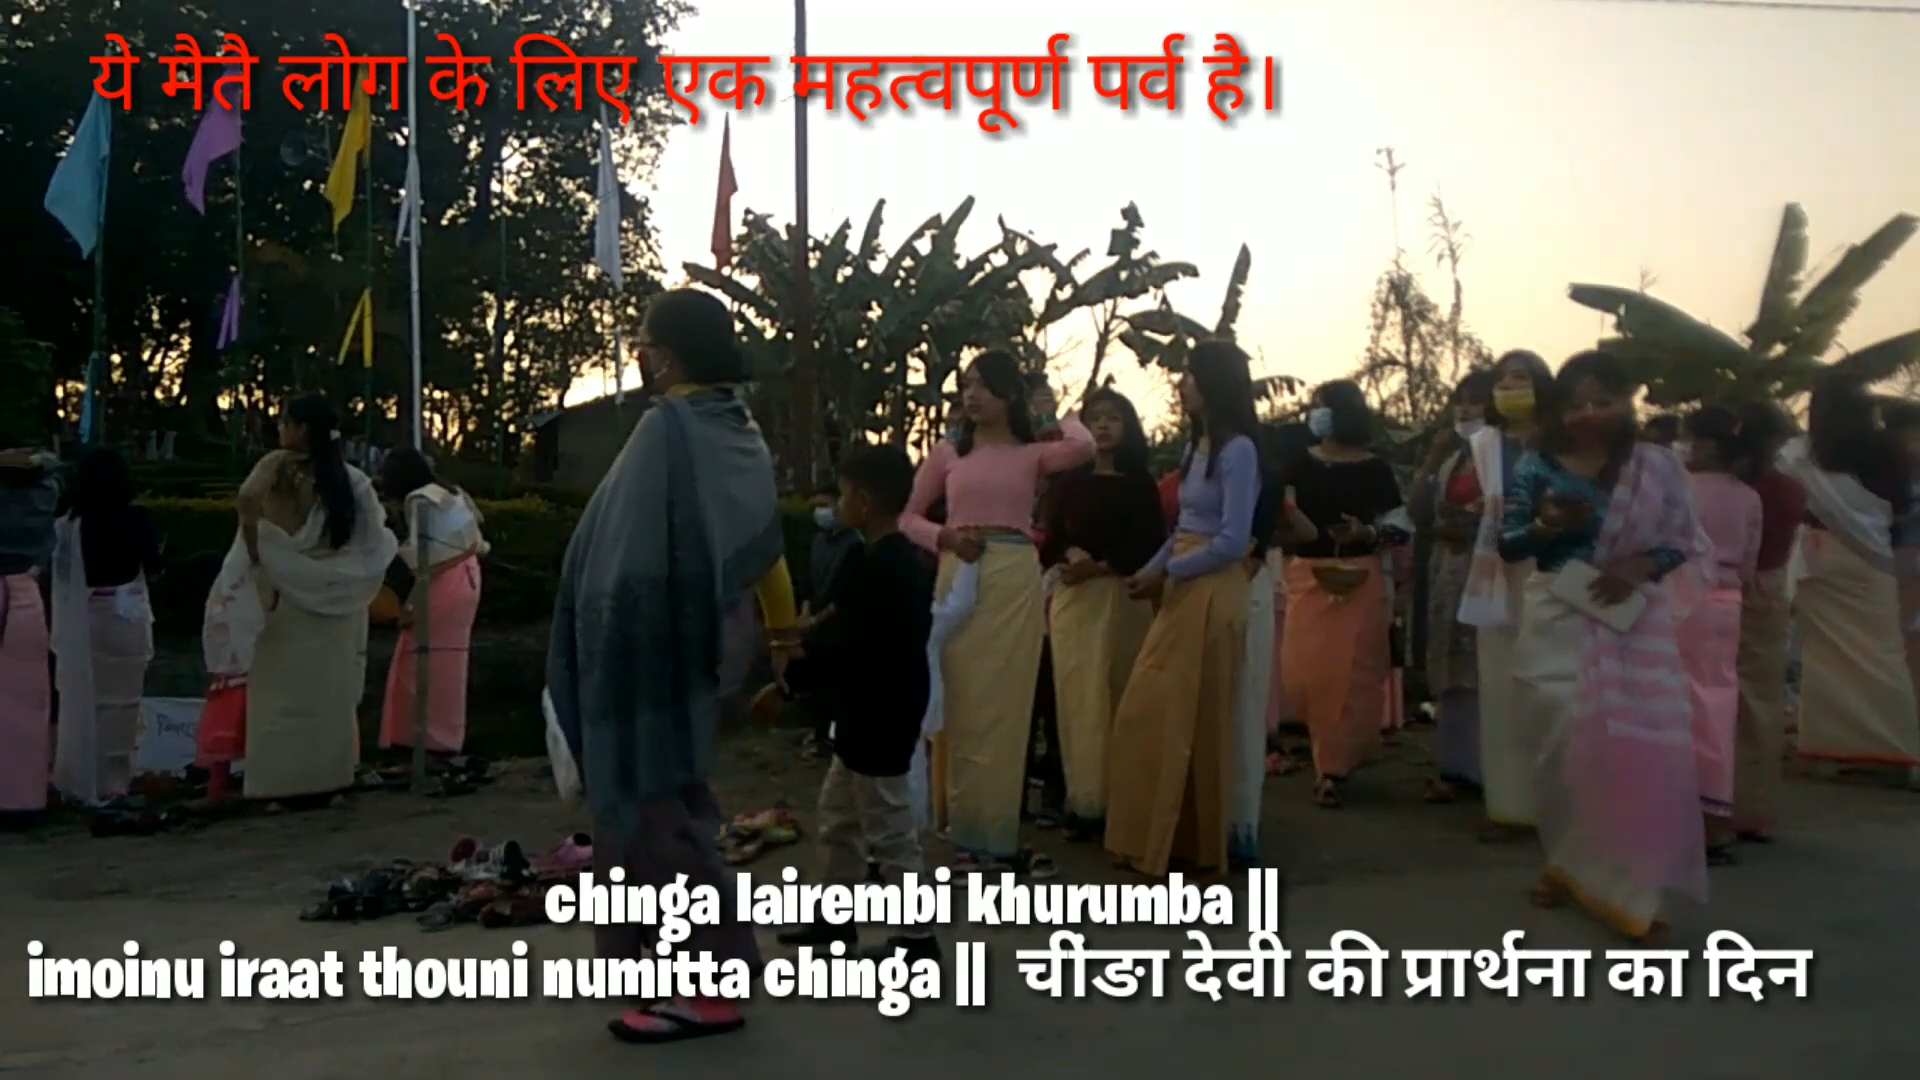 ये मैतै लोग के लिए एक महत्वपूर्ण पर्व है।
chinga lairembi khurumba ||
imoinu iraat thouni numitta chinga || चींङा देवी की प्रार्थना का दिन